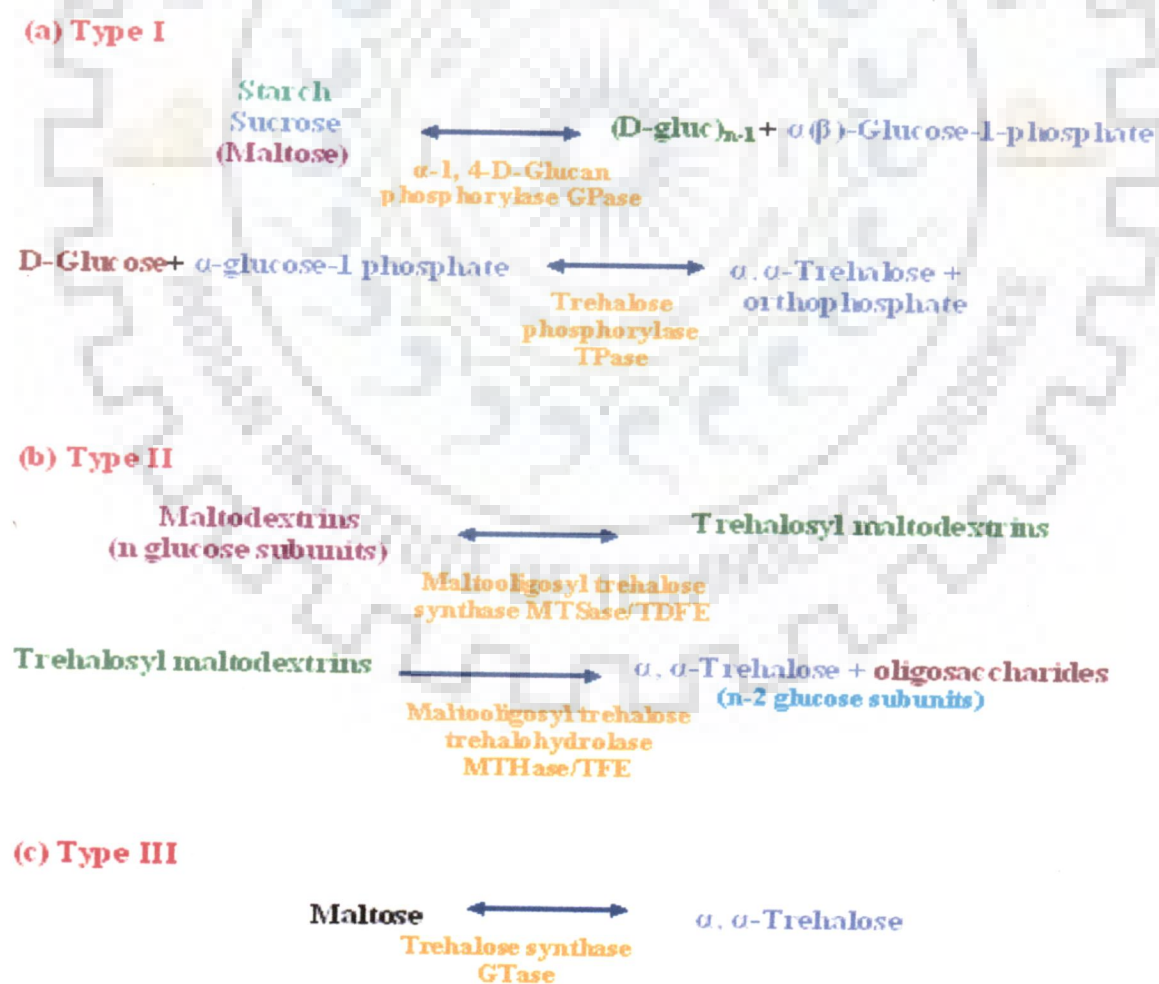 (a) Type I
Starch
Sucrose
(Maltose)
(D-gluc)n-1 + α(β)-Glucose-1-phosphate
α-1, 4-D-Glucan
phosphorylase GPase
D-Glucose+ α-glucose-1 phosphate
α, α-Trehalose +
orthophosphate
Trehalose
phosphorylase
TPase
(b) Type II
Maltodextrins
(n glucose subunits)
Trehalosyl maltodextrins
Maltooligosyl trehalose
synthase MTSase/TDFE
Trehalosyl maltodextrins
α, α-Trehalose + oligosaccharides
(n-2 glucose subunits)
Maltooligosyl trehalose
trehalohydrolase
MTHase/TFE
(c) Type III
Maltose
α, α-Trehalose
Trehalose synthase
GTase